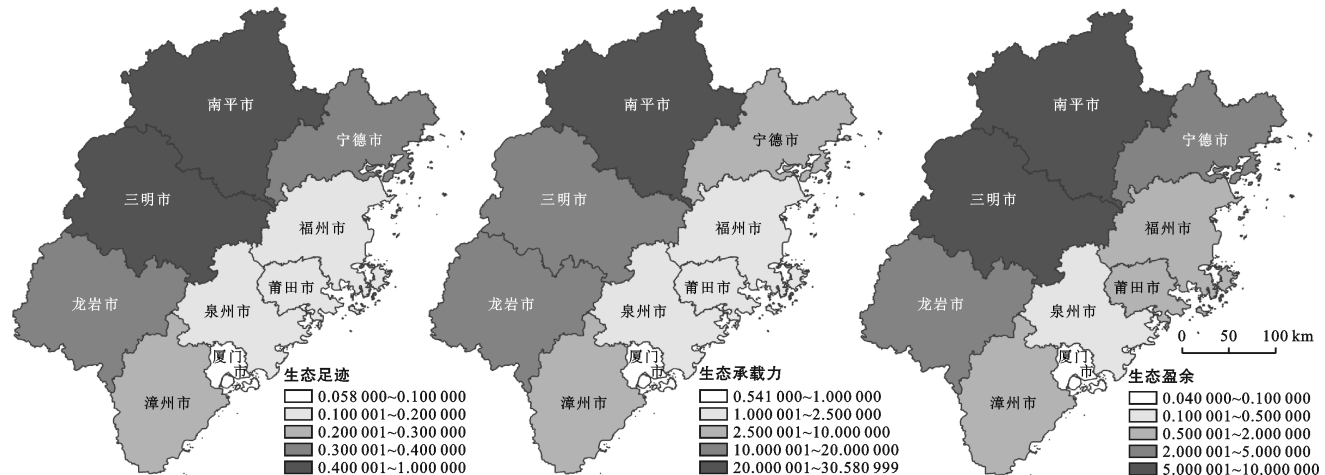 南平市
宁德市
三明市
福州市
莆田市
龙岩市
泉州市
厦门市
漳州市
生态足迹
0.058 000~0.100 000
0.100 001~0.200 000
0.200 001~0.300 000
0.300 001~0.400 000
0.400 001~1.000 000
南平市
宁德市
三明市
福州市
莆田市
龙岩市
泉州市
厦门市
漳州市
生态承载力
0.541 000~1.000 000
1.000 001~2.500 000
2.500 001~10.000 000
10.000 001~20.000 000
20.000 001~30.580 999
南平市
宁德市
三明市
福州市
莆田市
龙岩市
泉州市
厦门市
漳州市
0 50 100 km
生态盈余
0.040 000~0.100 000
0.100 001~0.500 000
0.500 001~2.000 000
2.000 001~5.000 000
5.000 001~10.000 000